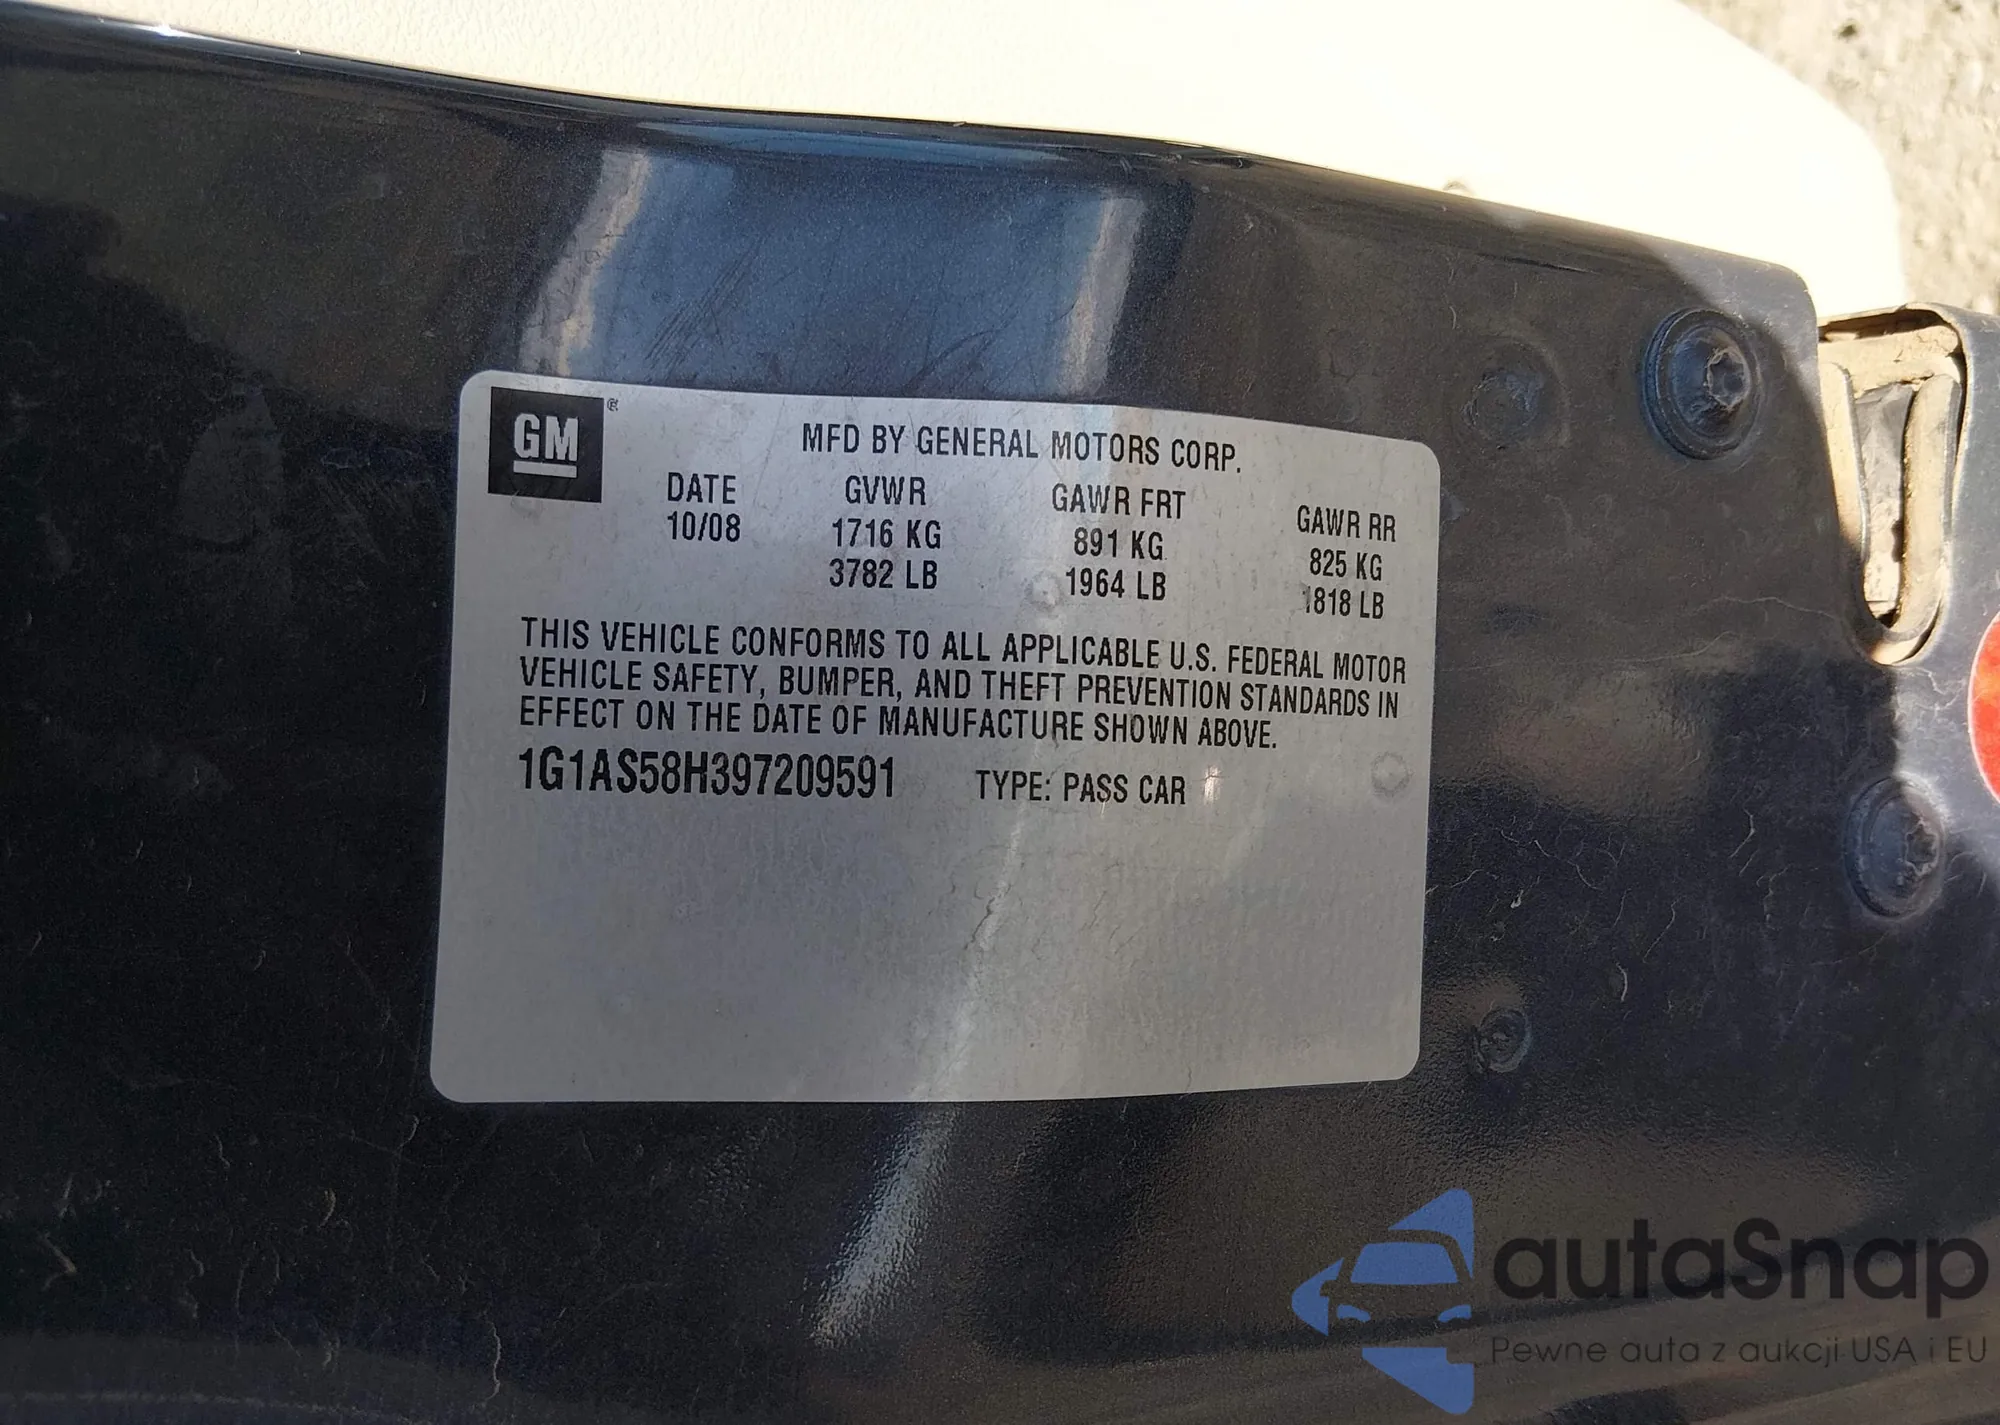 GM
MFD BY GENERAL MOTORS CORP.
DATE GVWR GAWR FRT GAWR RR
10/08 1716 KG 891 KG 825 KG
3782 LB 1964 LB 1818 LB
THIS VEHICLE CONFORMS TO ALL APPLICABLE U.S. FEDERAL MOTOR
VEHICLE SAFETY, BUMPER, AND THEFT PREVENTION STANDARDS IN
EFFECT ON THE DATE OF MANUFACTURE SHOWN ABOVE.
1G1AS58H397209591 TYPE: PASS CAR
autaSnap
Pewne auta z aukcji USA i EU